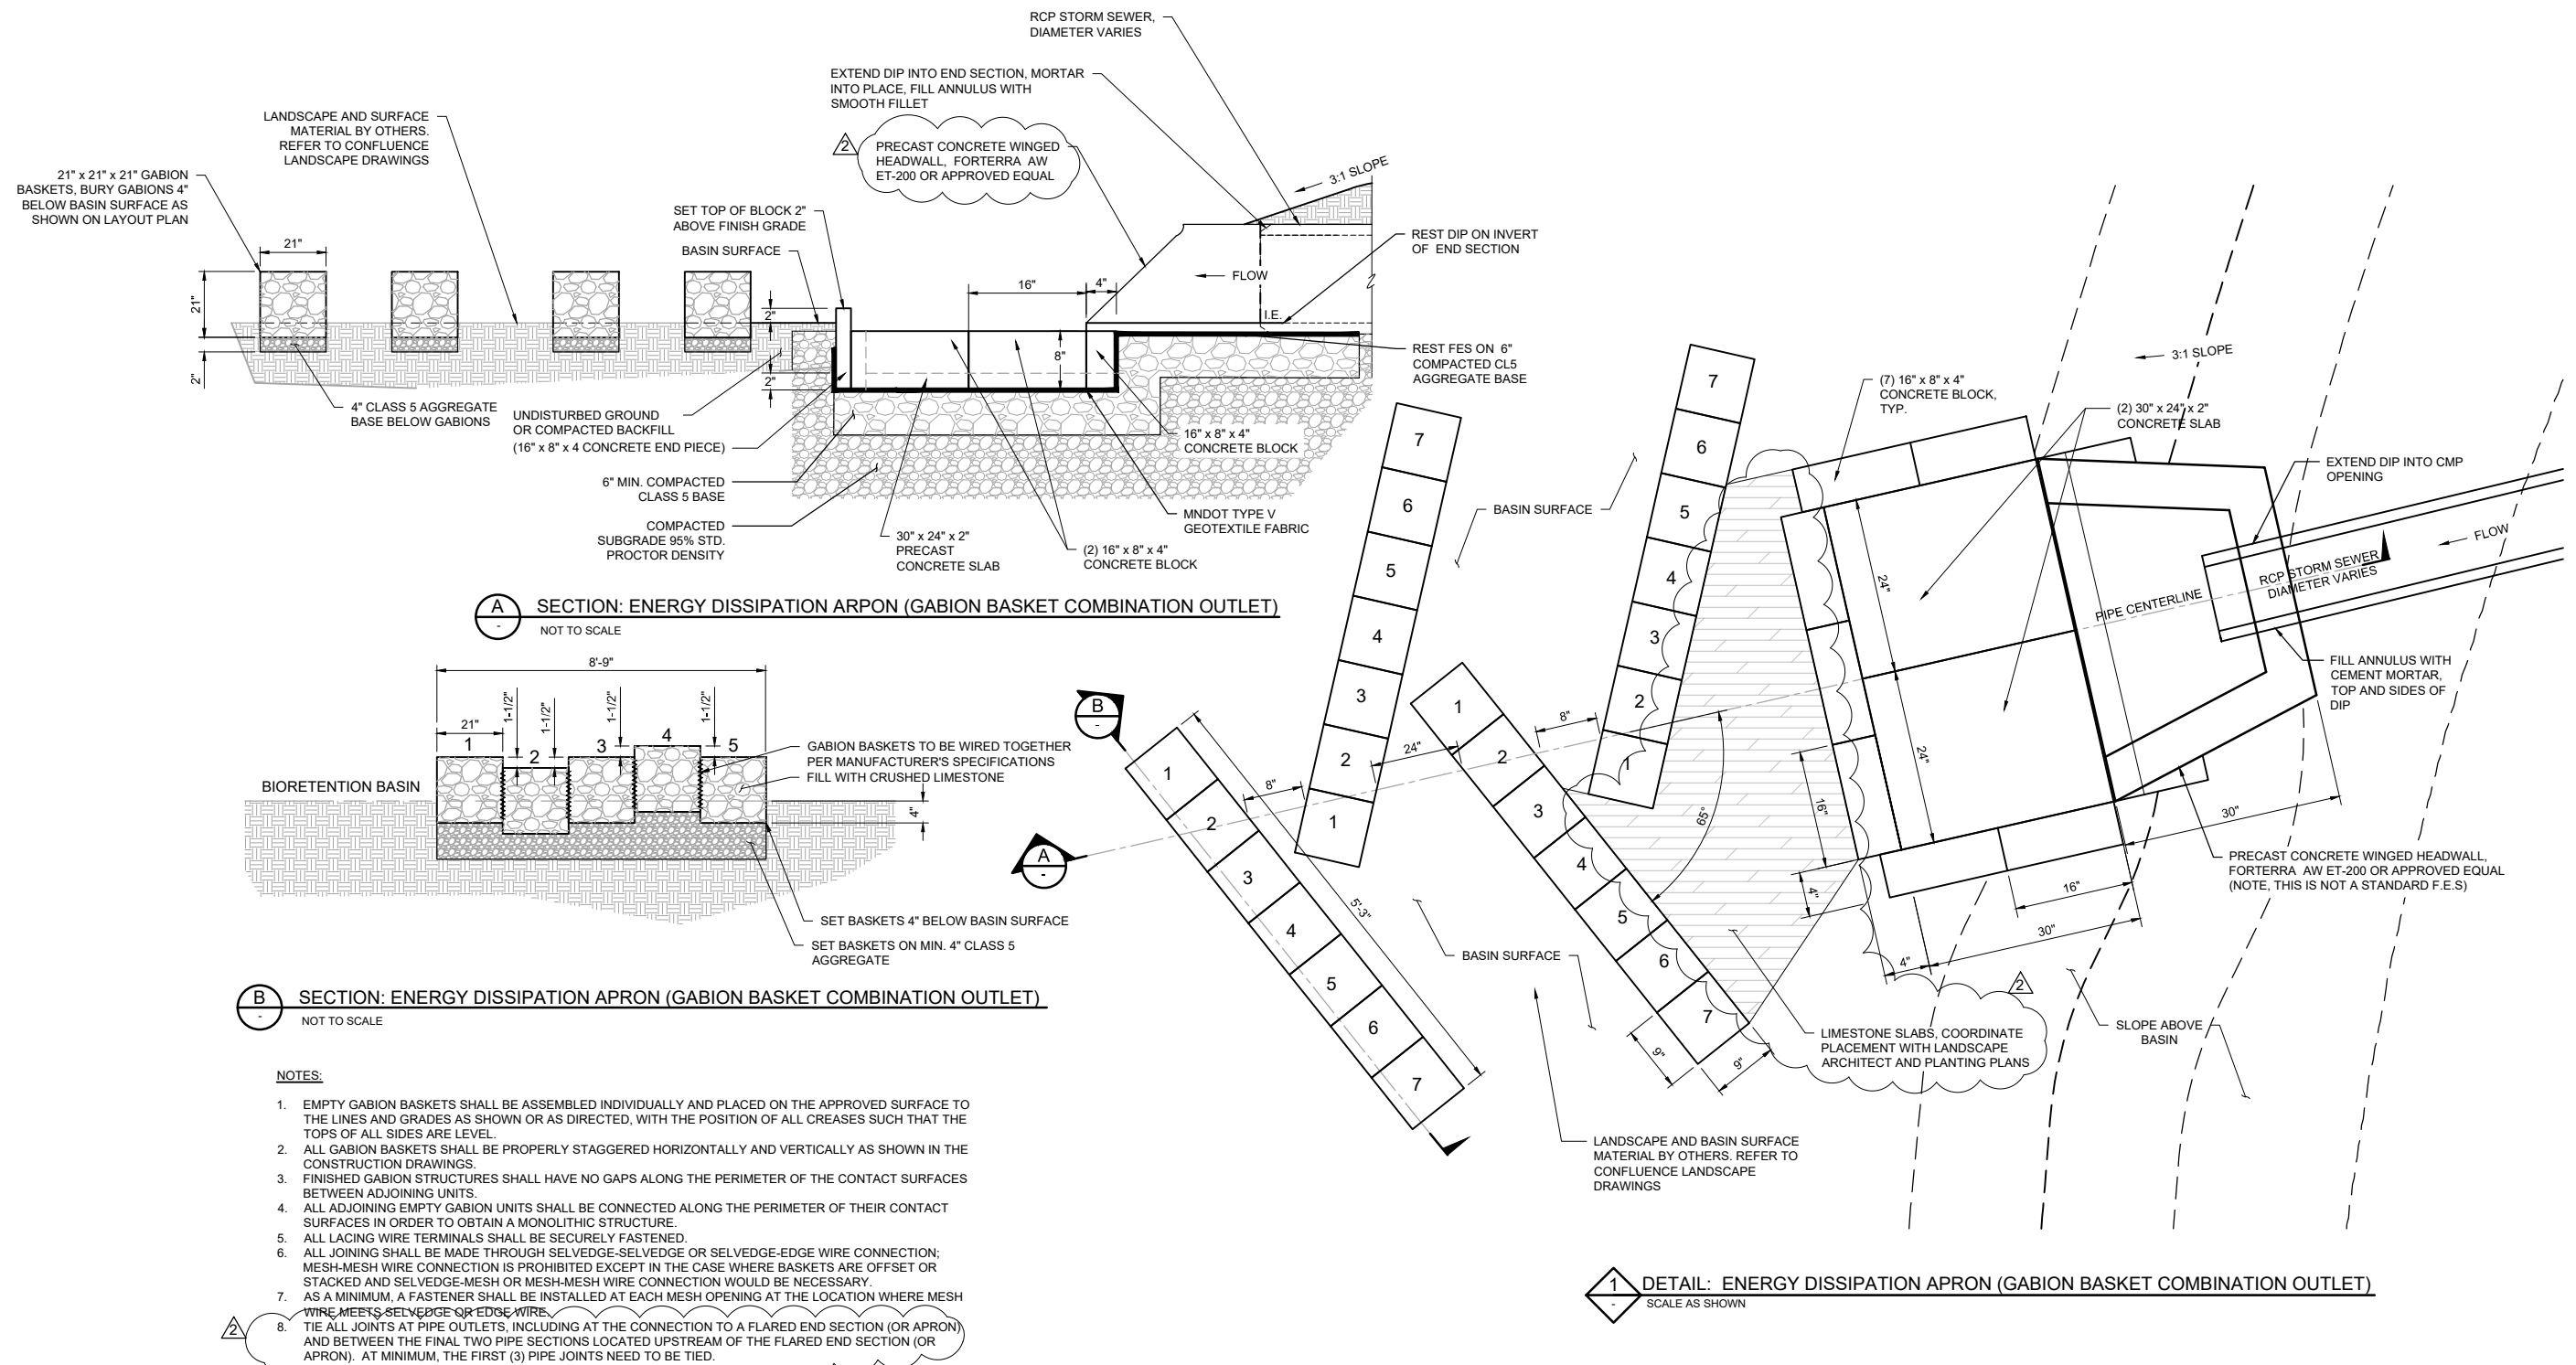 RCP STORM SEWER,
DIAMETER VARIES
EXTEND DIP INTO END SECTION, MORTAR
INTO PLACE, FILL ANNULUS WITH
SMOOTH FILLET
2
PRECAST CONCRETE WINGED
HEADWALL, FORTERRA AW
ET-200 OR APPROVED EQUAL
LANDSCAPE AND SURFACE
MATERIAL BY OTHERS.
REFER TO CONFLUENCE
LANDSCAPE DRAWINGS
21" x 21" x 21" GABION
BASKETS, BURY GABIONS 4"
BELOW BASIN SURFACE AS
SHOWN ON LAYOUT PLAN
SET TOP OF BLOCK 2"
ABOVE FINISH GRADE
BASIN SURFACE
3:1 SLOPE
REST DIP ON INVERT
OF END SECTION
FLOW
21"
21"
2"
16"
4"
2"
I.E.
8"
2"
REST FES ON 6"
COMPACTED CL5
AGGREGATE BASE
4" CLASS 5 AGGREGATE
BASE BELOW GABIONS
UNDISTURBED GROUND
OR COMPACTED BACKFILL
(16" x 8" x 4 CONCRETE END PIECE)
6" MIN. COMPACTED
CLASS 5 BASE
COMPACTED
SUBGRADE 95% STD.
PROCTOR DENSITY
30" x 24" x 2"
PRECAST
CONCRETE SLAB
(2) 16" x 8" x 4"
CONCRETE BLOCK
16" x 8" x 4"
CONCRETE BLOCK
MNDOT TYPE V
GEOTEXTILE FABRIC
A
-
SECTION: ENERGY DISSIPATION ARPON (GABION BASKET COMBINATION OUTLET)
NOT TO SCALE
8'-9"
21"
1-1/2"
1-1/2"
1-1/2"
1-1/2"
1
2
3
4
5
BIORETENTION BASIN
GABION BASKETS TO BE WIRED TOGETHER
PER MANUFACTURER'S SPECIFICATIONS
FILL WITH CRUSHED LIMESTONE
4"
SET BASKETS 4" BELOW BASIN SURFACE
SET BASKETS ON MIN. 4" CLASS 5
AGGREGATE
B
-
SECTION: ENERGY DISSIPATION APRON (GABION BASKET COMBINATION OUTLET)
NOT TO SCALE
NOTES:
1. EMPTY GABION BASKETS SHALL BE ASSEMBLED INDIVIDUALLY AND PLACED ON THE APPROVED SURFACE TO
THE LINES AND GRADES AS SHOWN OR AS DIRECTED, WITH THE POSITION OF ALL CREASES SUCH THAT THE
TOPS OF ALL SIDES ARE LEVEL.
2. ALL GABION BASKETS SHALL BE PROPERLY STAGGERED HORIZONTALLY AND VERTICALLY AS SHOWN IN THE
CONSTRUCTION DRAWINGS.
3. FINISHED GABION STRUCTURES SHALL HAVE NO GAPS ALONG THE PERIMETER OF THE CONTACT SURFACES
BETWEEN ADJOINING UNITS.
4. ALL ADJOINING EMPTY GABION UNITS SHALL BE CONNECTED ALONG THE PERIMETER OF THEIR CONTACT
SURFACES IN ORDER TO OBTAIN A MONOLITHIC STRUCTURE.
5. ALL LACING WIRE TERMINALS SHALL BE SECURELY FASTENED.
6. ALL JOINING SHALL BE MADE THROUGH SELVEDGE-SELVEDGE OR SELVEDGE-EDGE WIRE CONNECTION;
MESH-MESH WIRE CONNECTION IS PROHIBITED EXCEPT IN THE CASE WHERE BASKETS ARE OFFSET OR
STACKED AND SELVEDGE-MESH OR MESH-MESH WIRE CONNECTION WOULD BE NECESSARY.
7. AS A MINIMUM, A FASTENER SHALL BE INSTALLED AT EACH MESH OPENING AT THE LOCATION WHERE MESH
WIRE MEETS SELVEDGE OR EDGE WIRE.
2
8. TIE ALL JOINTS AT PIPE OUTLETS, INCLUDING AT THE CONNECTION TO A FLARED END SECTION (OR APRON)
AND BETWEEN THE FINAL TWO PIPE SECTIONS LOCATED UPSTREAM OF THE FLARED END SECTION (OR
APRON). AT MINIMUM, THE FIRST (3) PIPE JOINTS NEED TO BE TIED.
7
6
5
4
3
2
1
7
6
5
4
3
2
1
1
2
3
4
5
6
7
1
2
3
4
5
6
7
B
-
A
-
BASIN SURFACE
3:1 SLOPE
(7) 16" x 8" x 4"
CONCRETE BLOCK,
TYP.
(2) 30" x 24" x 2"
CONCRETE SLAB
EXTEND DIP INTO CMP
OPENING
FLOW
RCP STORM SEWER
DIAMETER VARIES
PIPE CENTERLINE
FILL ANNULUS WITH
CEMENT MORTAR,
TOP AND SIDES OF
DIP
24"
24"
8"
24"
8"
65°
16"
4"
5'-3"
30"
16"
30"
4"
9"
9"
PRECAST CONCRETE WINGED HEADWALL,
FORTERRA AW ET-200 OR APPROVED EQUAL
(NOTE, THIS IS NOT A STANDARD F.E.S)
BASIN SURFACE
2
LIMESTONE SLABS, COORDINATE
PLACEMENT WITH LANDSCAPE
ARCHITECT AND PLANTING PLANS
SLOPE ABOVE
BASIN
LANDSCAPE AND BASIN SURFACE
MATERIAL BY OTHERS. REFER TO
CONFLUENCE LANDSCAPE
DRAWINGS
1
-
DETAIL: ENERGY DISSIPATION APRON (GABION BASKET COMBINATION OUTLET)
SCALE AS SHOWN